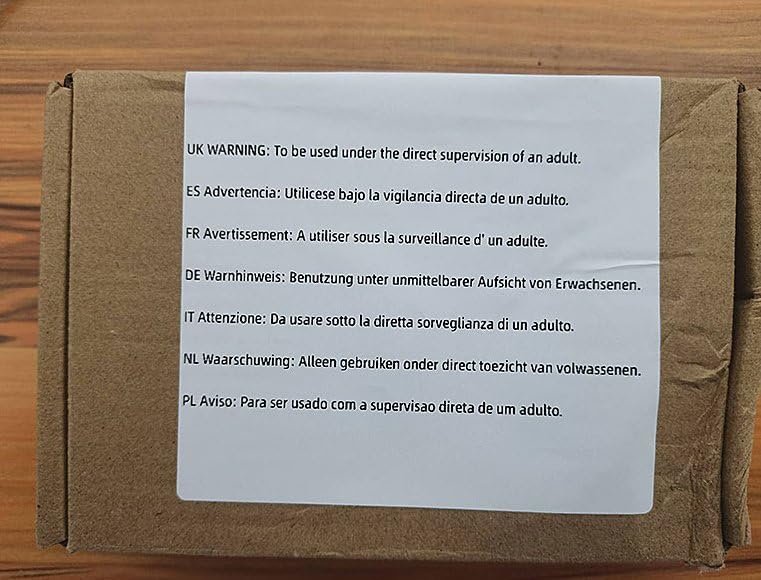 UK WARNING: To be used under the direct supervision of an adult.
ES Advertencia: Utilicese bajo la vigilancia directa de un adulto.
FR Avertissement: A utiliser sous la surveillance d' un adulte.
DE Warnhinweis: Benutzung unter unmittelbarer Aufsicht von Erwachsenen.
IT Attenzione: Da usare sotto la diretta sorveglianza di un adulto.
NL Waarschuwing: Alleen gebruiken onder direct toezicht van volwassenen.
PL Aviso: Para ser usado com a supervisao direta de um adulto.